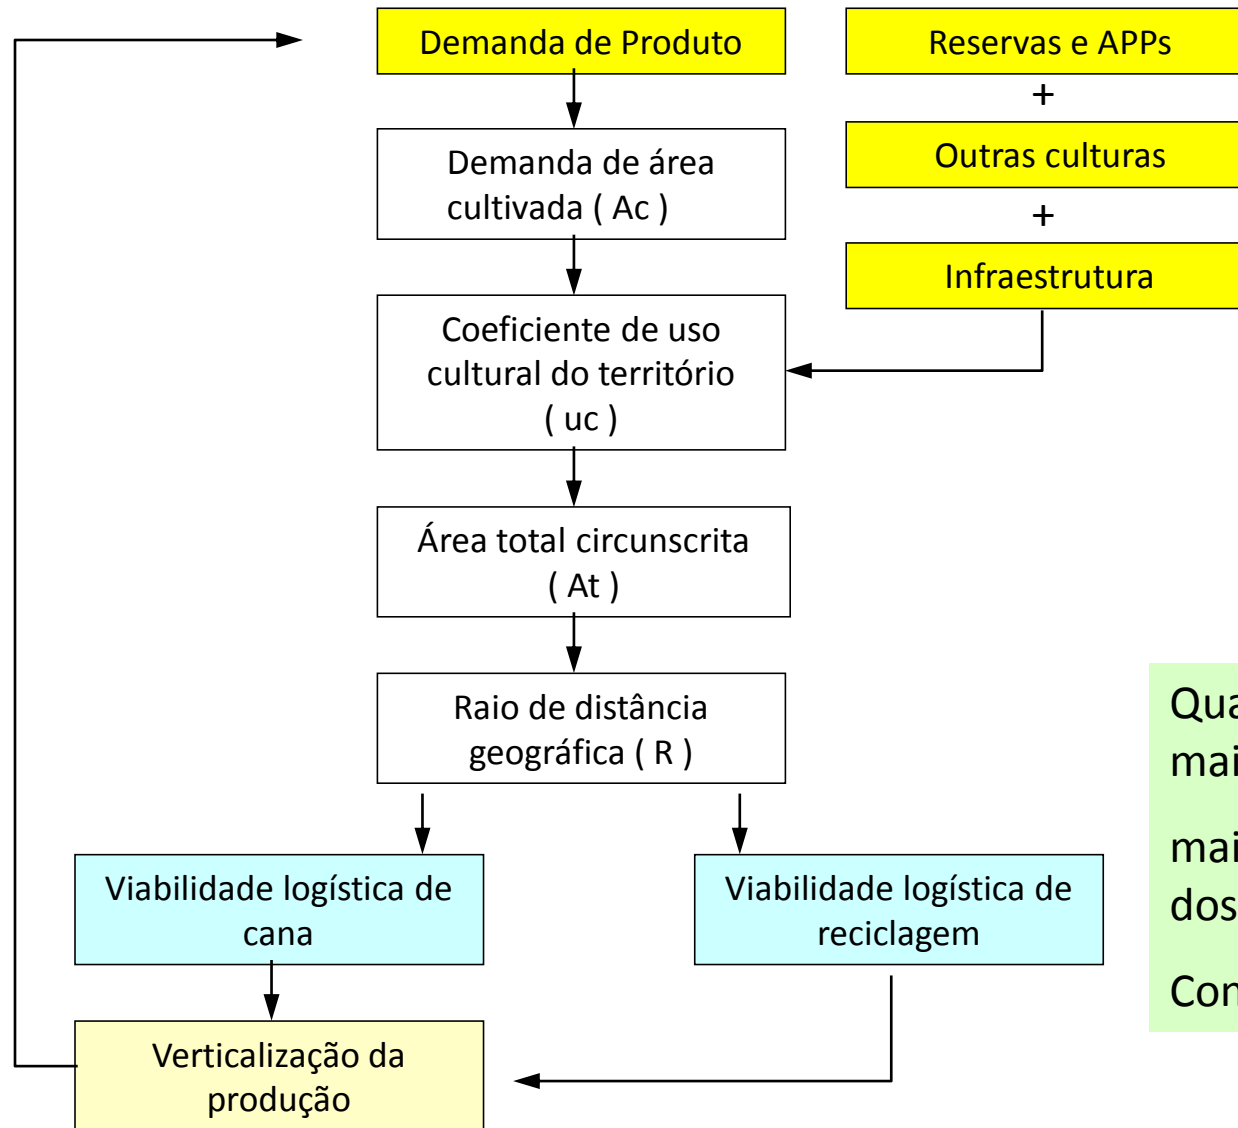 Demanda de Produto
Reservas e APPs
+
Demanda de área
cultivada ( Ac )
Outras culturas
+
Infraestrutura
Coeficiente de uso
cultural do território
( uc )
Área total circunscrita
( At )
Raio de distância
geográfica ( R )
Viabilidade logística de
cana
Viabilidade logística de
reciclagem
Verticalização da
produção
dos